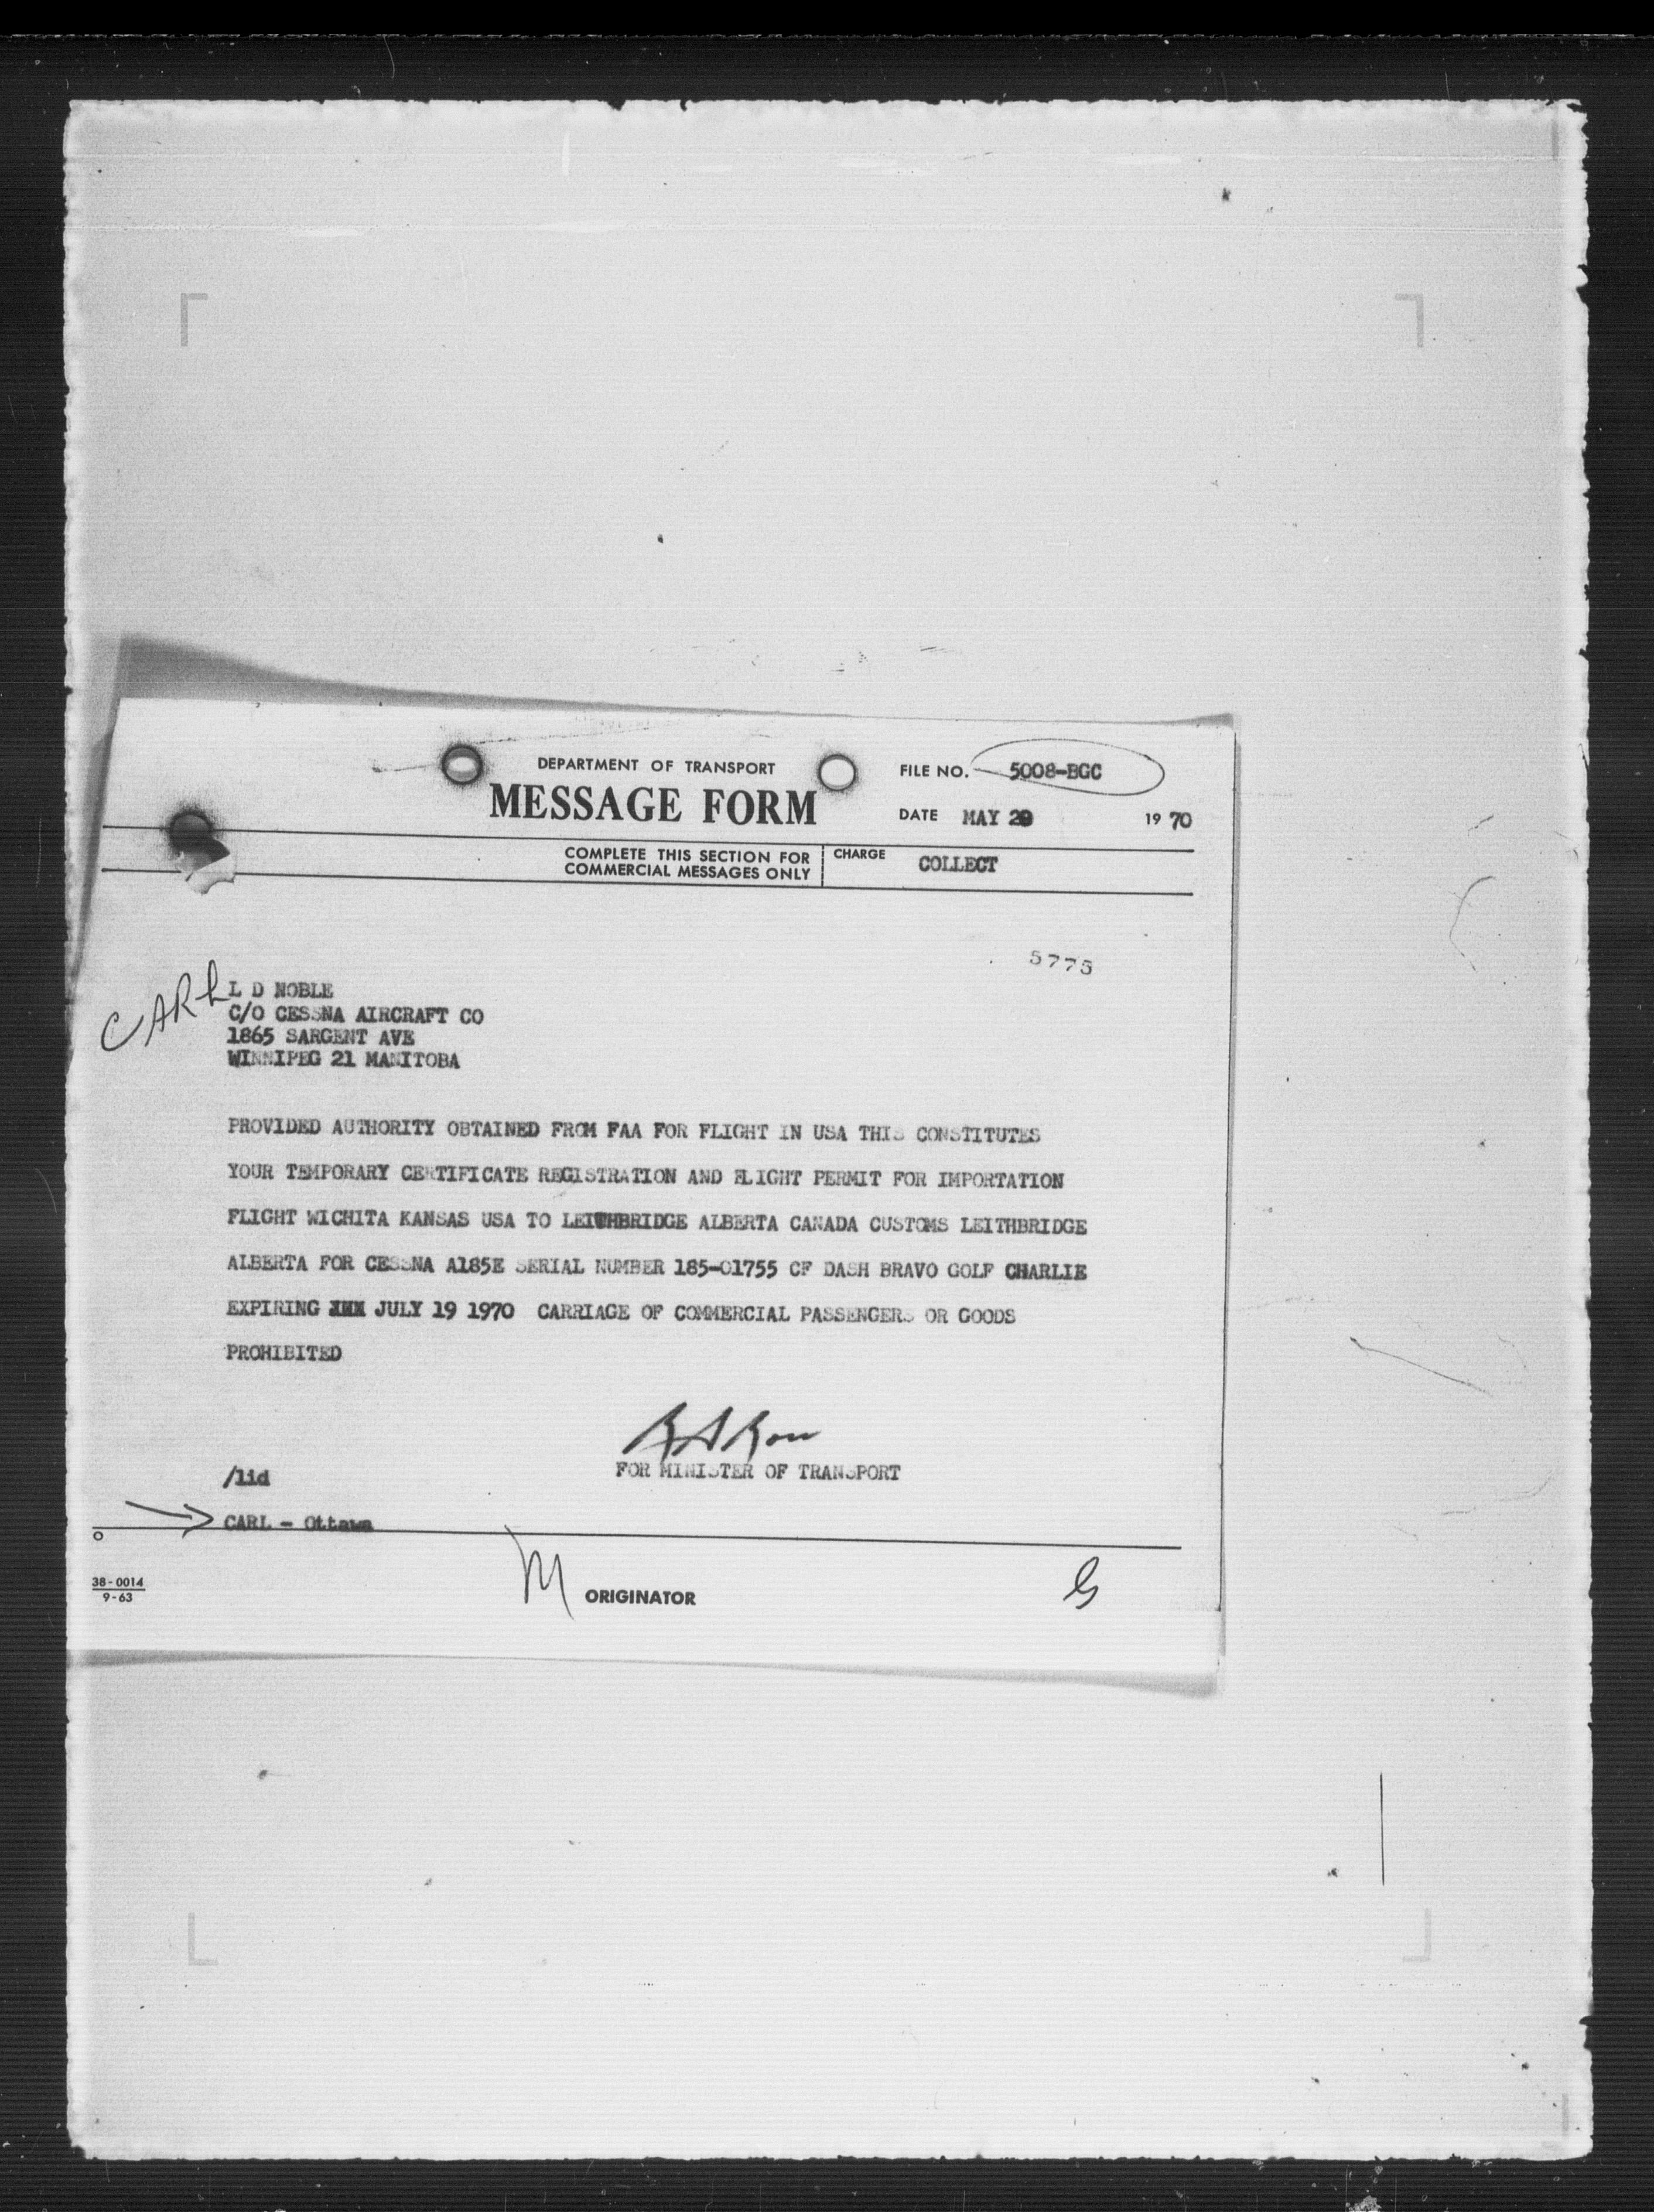 DEPARTMENT OF TRANSPORT
MESSAGE FORM
FILE NO. 5008-BGC
DATE MAY 1970
COMPLETE THIS SECTION FOR
COMMERCIAL MESSAGES ONLY
CHARGE COLLECT
5775
CARL
L D NOBLE
C/O CESSNA AIRCRAFT CO
1865 SARGENT AVE
WINNIPEG 21 MANITOBA
PROVIDED AUTHORITY OBTAINED FROM FAA FOR FLIGHT IN USA THIS CONSTITUTES
YOUR TEMPORARY CERTIFICATE REGISTRATION AND FLIGHT PERMIT FOR IMPORTATION
FLIGHT WICHITA KANSAS USA TO LEITHBRIDGE ALBERTA CANADA CUSTOMS LEITHBRIDGE
ALBERTA FOR CESSNA A185E SERIAL NUMBER 185-01755 CF DASH BRAVO GOLF CHARLIE
EXPIRING JULY 19 1970 CARRIAGE OF COMMERCIAL PASSENGERS OR GOODS
PROHIBITED
FOR MINISTER OF TRANSPORT
/lid
CARL - Ottawa
38-0014
9-63
M
ORIGINATOR